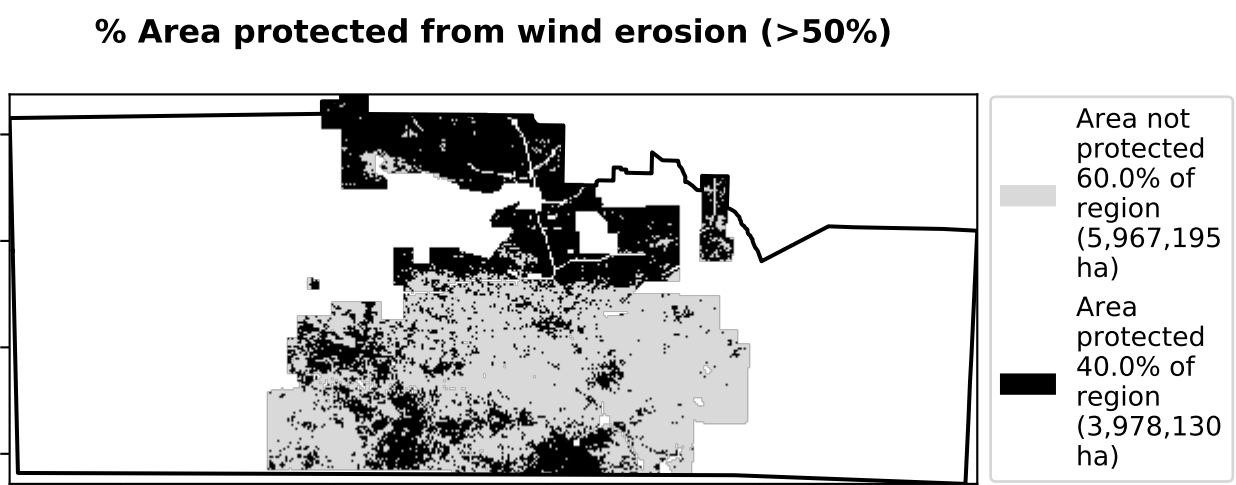 % Area protected from wind erosion (>50%)
Area not
protected
60.0% of
region
(5,967,195
ha)
Area
protected
40.0% of
region
(3,978,130
ha)